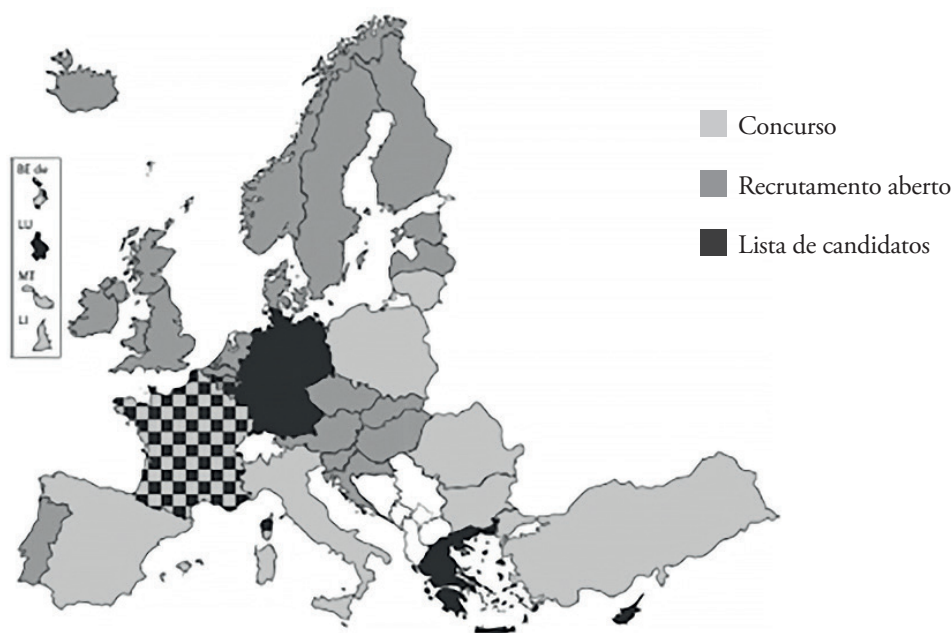 Concurso
Recrutamento aberto
Lista de candidatos
BE de
LU
MT
LI